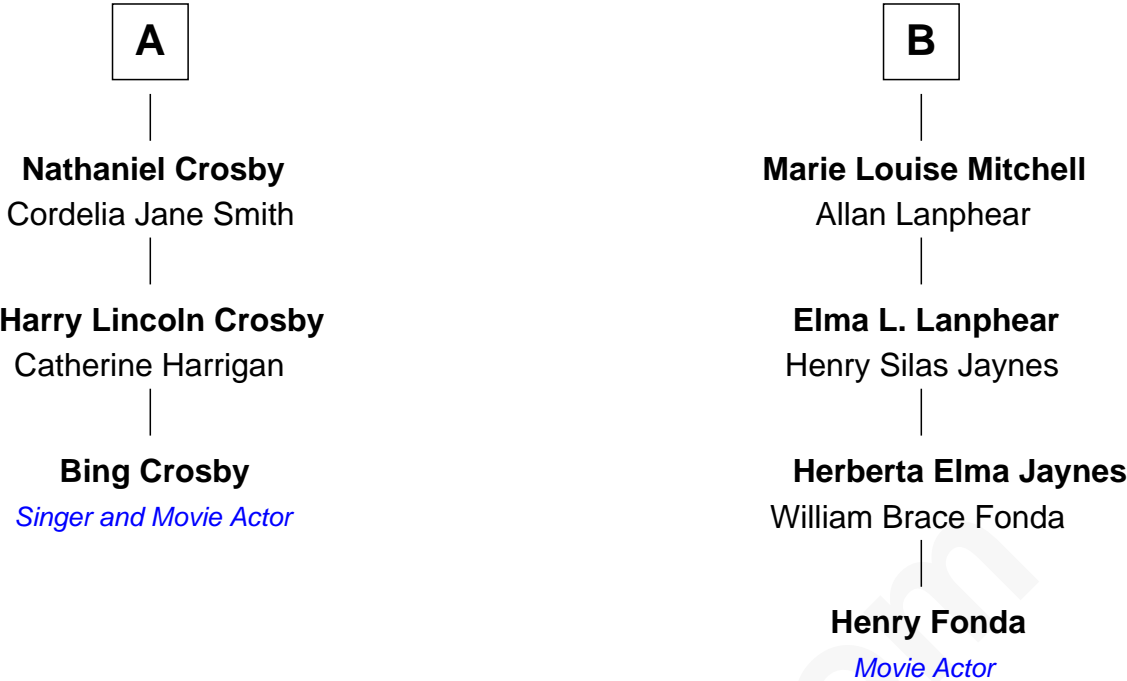 A
Nathaniel Crosby
Cordelia Jane Smith
Harry Lincoln Crosby
Catherine Harrigan
Bing Crosby
Singer and Movie Actor
B
Marie Louise Mitchell
Allan Lanphear
Elma L. Lanphear
Henry Silas Jaynes
Herberta Elma Jaynes
William Brace Fonda
Henry Fonda
Movie Actor